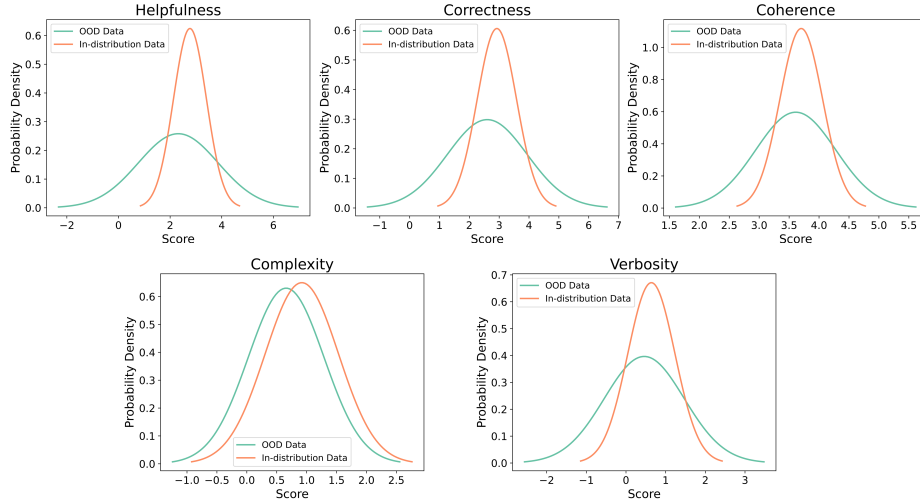 Helpfulness
OOD Data
In-distribution Data
Probability Density
0.6
0.5
0.4
0.3
0.2
0.1
0.0
−2 0 2 4 6
Score
Correctness
OOD Data
In-distribution Data
Probability Density
0.6
0.5
0.4
0.3
0.2
0.1
0.0
−1 0 1 2 3 4 5 6 7
Score
Coherence
OOD Data
In-distribution Data
Probability Density
1.0
0.8
0.6
0.4
0.2
0.0
1.5 2.0 2.5 3.0 3.5 4.0 4.5 5.0 5.5
Score
Complexity
OOD Data
In-distribution Data
Probability Density
0.6
0.5
0.4
0.3
0.2
0.1
0.0
−1.0 −0.5 0.0 0.5 1.0 1.5 2.0 2.5
Score
Verbosity
OOD Data
In-distribution Data
Probability Density
0.7
0.6
0.5
0.4
0.3
0.2
0.1
0.0
−2 −1 0 1 2 3
Score